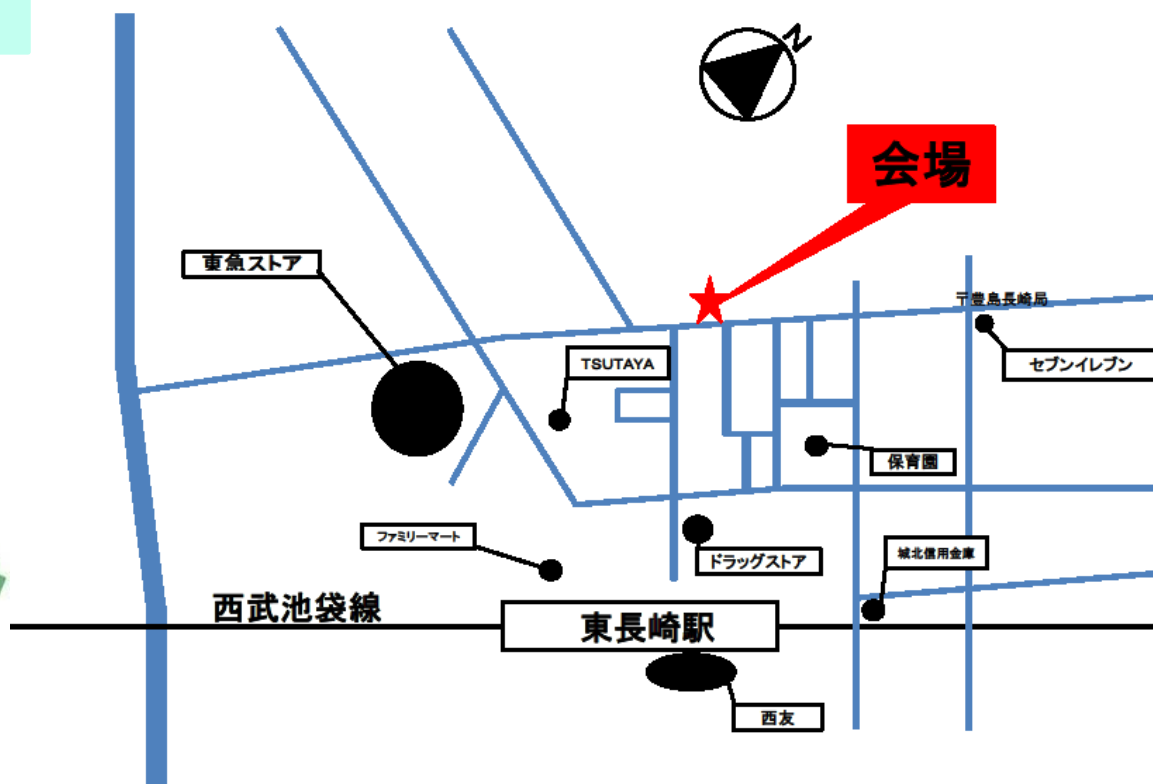 N
会場
東急ストア
〒豊島長崎局
TSUTAYA
セブンイレブン
保育園
ファミリーマート
ドラッグストア
城北信用金庫
西武池袋線
東長崎駅
西友